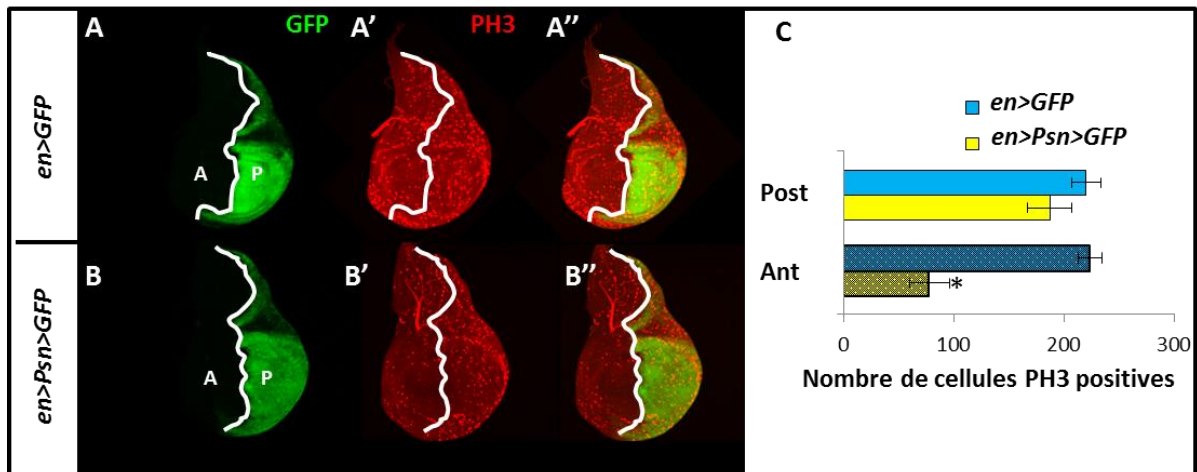 A GFP A' PH3 A''
en>GFP
A P
B B' B''
en>Psn>GFP
A P
C
en>GFP
en>Psn>GFP
Post
Ant
*
0 100 200 300
Nombre de cellules PH3 positives